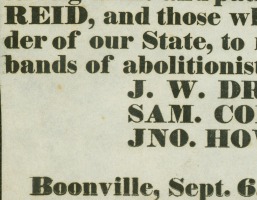 REID, and those wh
der of our State, to
bands of abolitionist
J. W. DR
SAM. CO
JNO. HOV
Boonville, Sept. 6